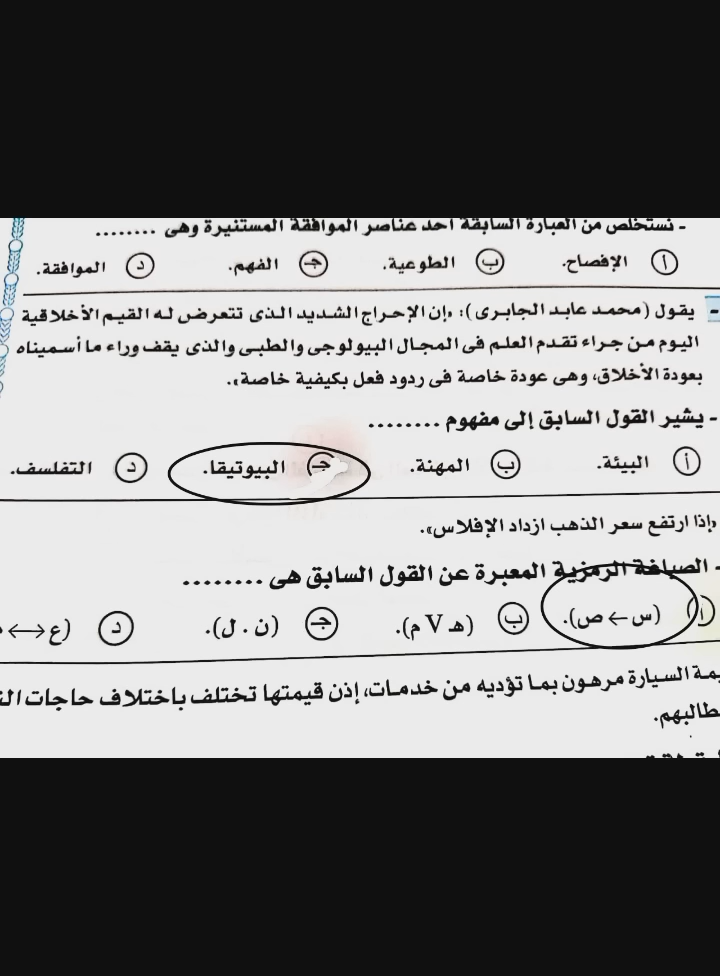 - نستخلص من العبارة السابقة أحد عناصر الموافقة المستنيرة وهى ........
أ الإفصاح. ب الطوعية. جـ الفهم. د الموافقة.
- يقول (محمد عابد الجابرى): «إن الإحراج الشديد الذى تتعرض له القيم الأخلاقية
اليوم من جراء تقدم العلم فى المجال البيولوجى والطبى والذى يقف وراء ما أسميناه
بعودة الأخلاق، وهى عودة خاصة فى ردود فعل بكيفية خاصة».
- يشير القول السابق إلى مفهوم ........
أ البيئة. ب المهنة. جـ البيوتيقا. د التفلسف.
«إذا ارتفع سعر الذهب ازداد الإفلاس».
- الصياغة الرمزية المعبرة عن القول السابق هى ........
أ (س ← ص). ب (هـ V م). جـ (ن . ل). د (ع ↔
السيارة مرهون بما تؤديه من خدمات، إذن قيمتها تختلف باختلاف حاجات